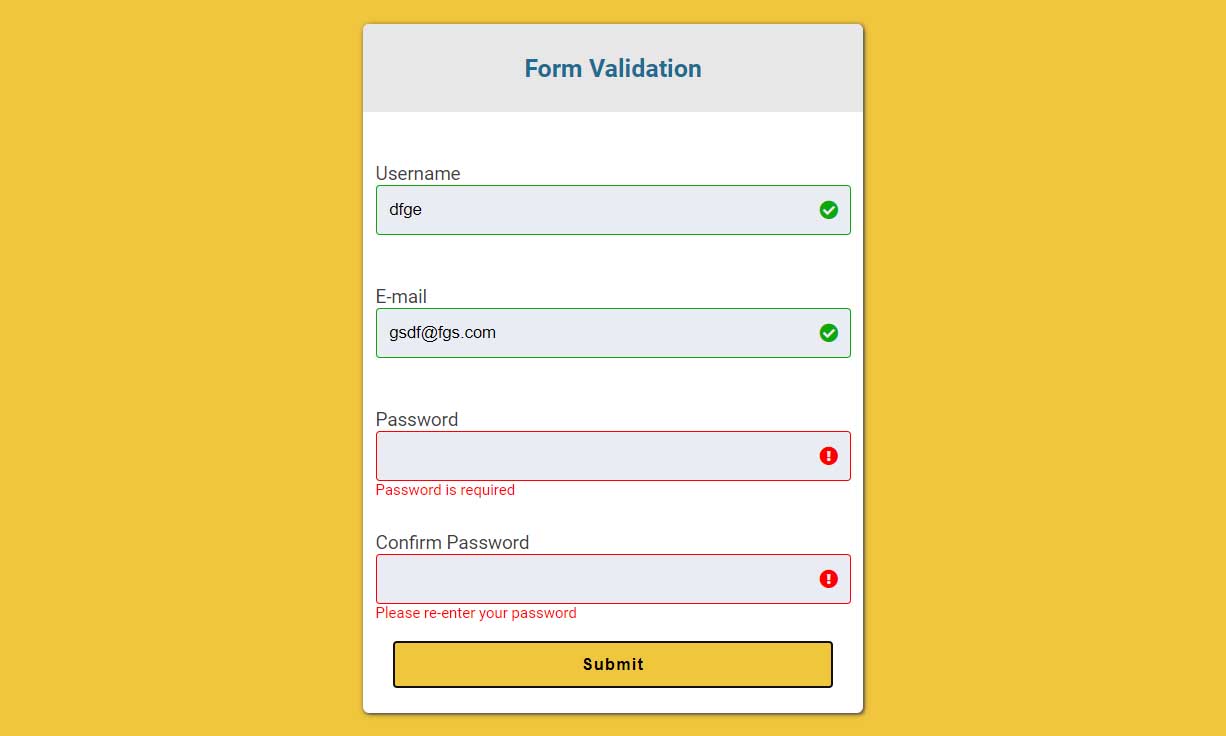 Form Validation
Username
dfge
E-mail
gsdf@fgs.com
Password
Password is required
Confirm Password
Please re-enter your password
Submit